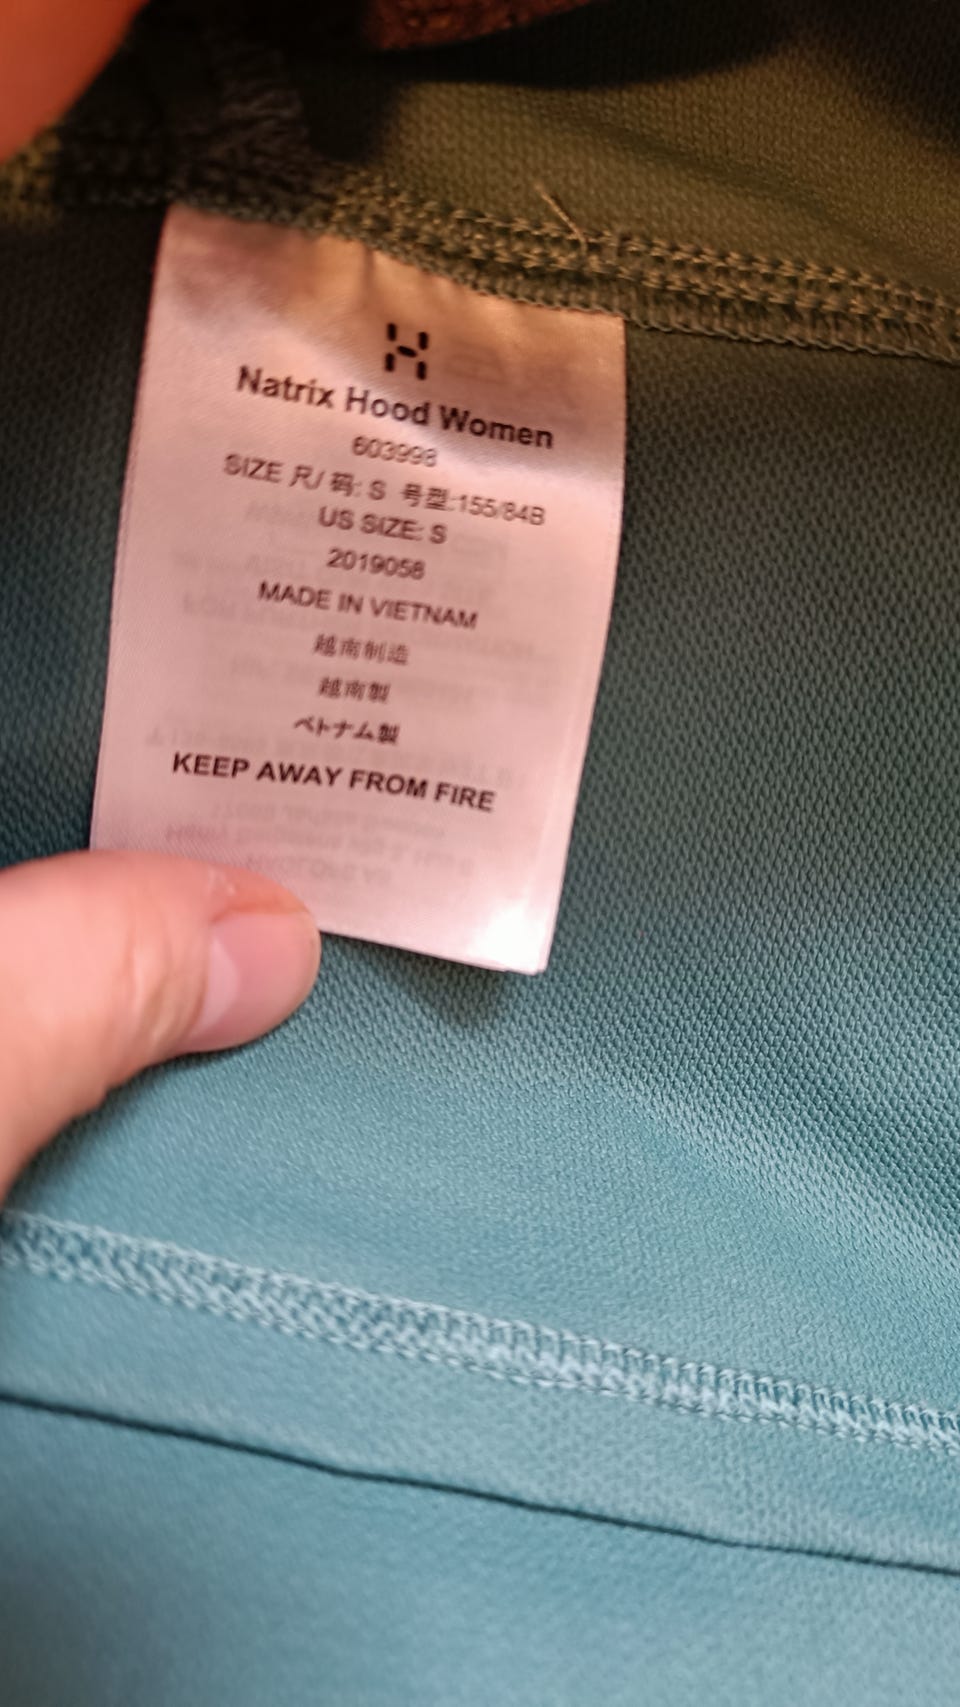 Natrix Hood Women
603998
SIZE 尺/ 码: S 号型:155/84B
US SIZE: S
2019058
MADE IN VIETNAM
越南制造
越南製
ベトナム製
KEEP AWAY FROM FIRE